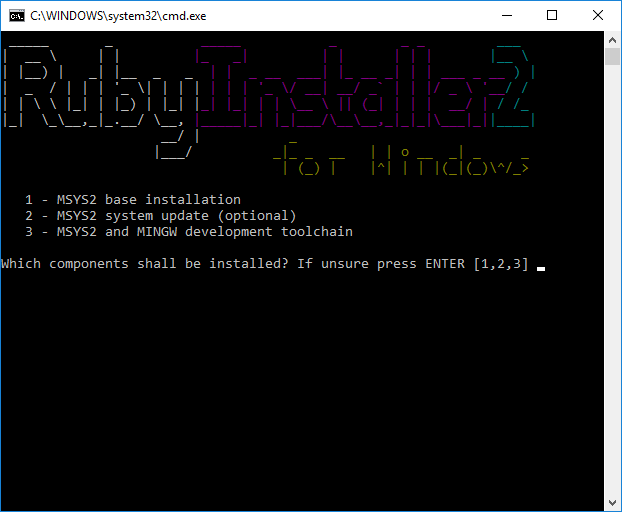 C:\WINDOWS\system32\cmd.exe
RubyInstaller2
for Windows
1 - MSYS2 base installation
2 - MSYS2 system update (optional)
3 - MSYS2 and MINGW development toolchain
Which components shall be installed? If unsure press ENTER [1,2,3]